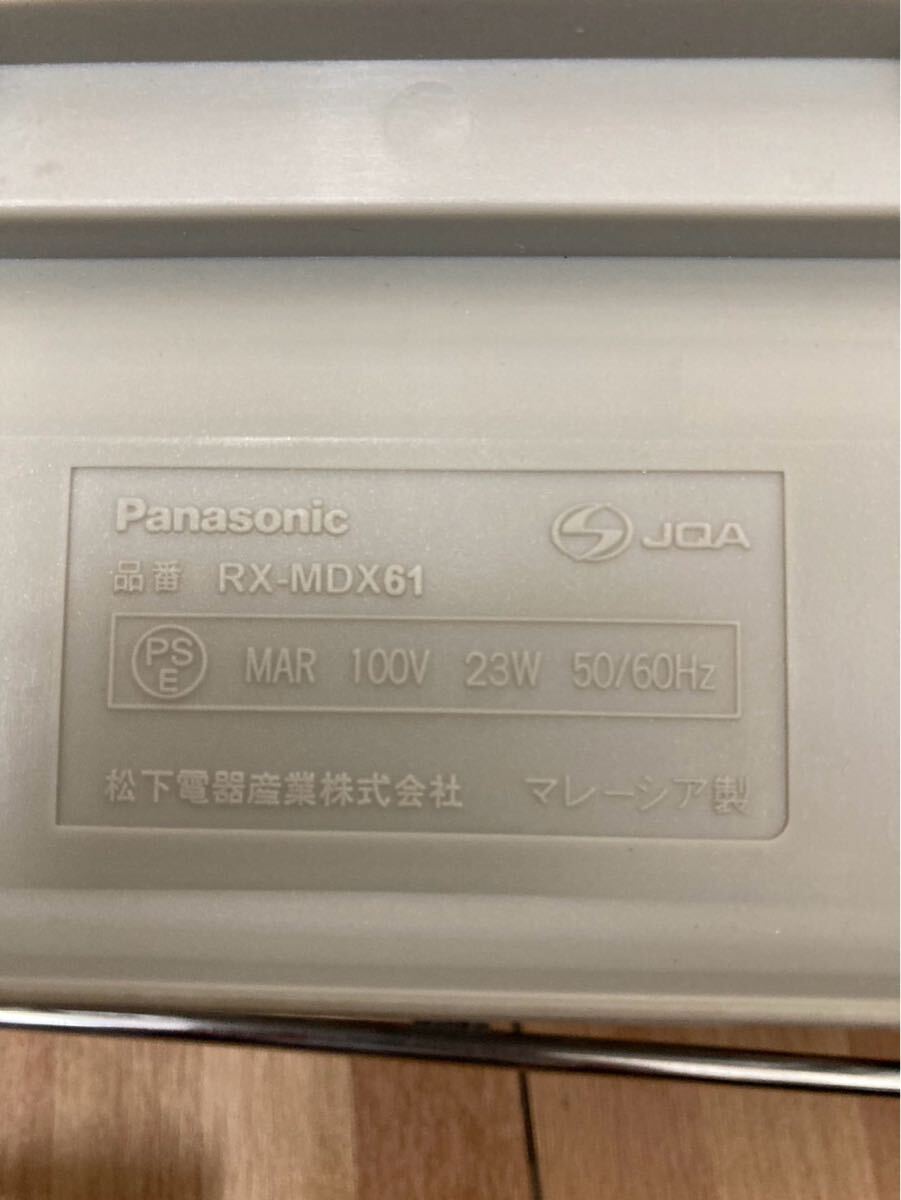 Panasonic JQA
品番 RX-MDX61
PSE MAR 100V 23W 50/60Hz
松下電器産業株式会社 マレーシア製